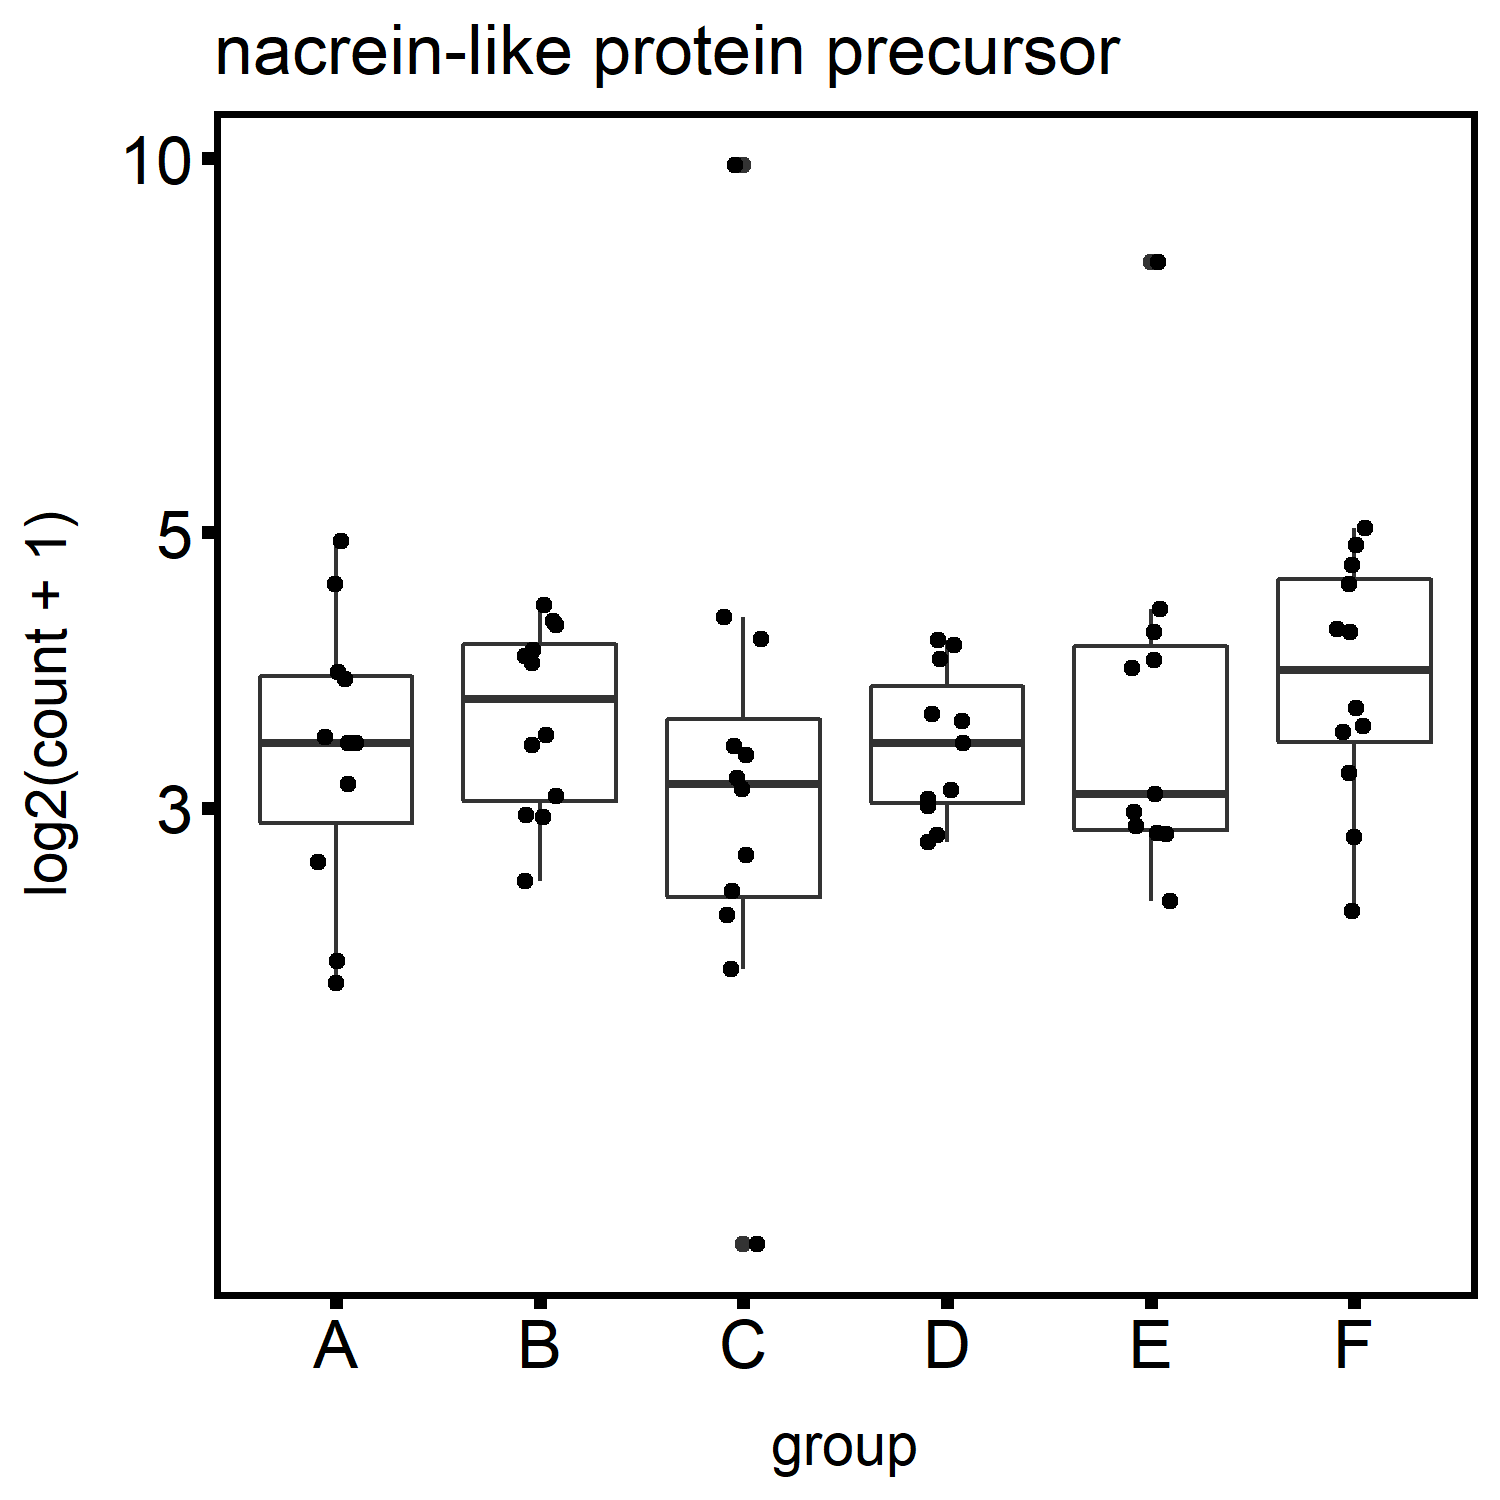 nacrein-like protein precursor
log2(count + 1)
10
5
3
A B C D E F
group